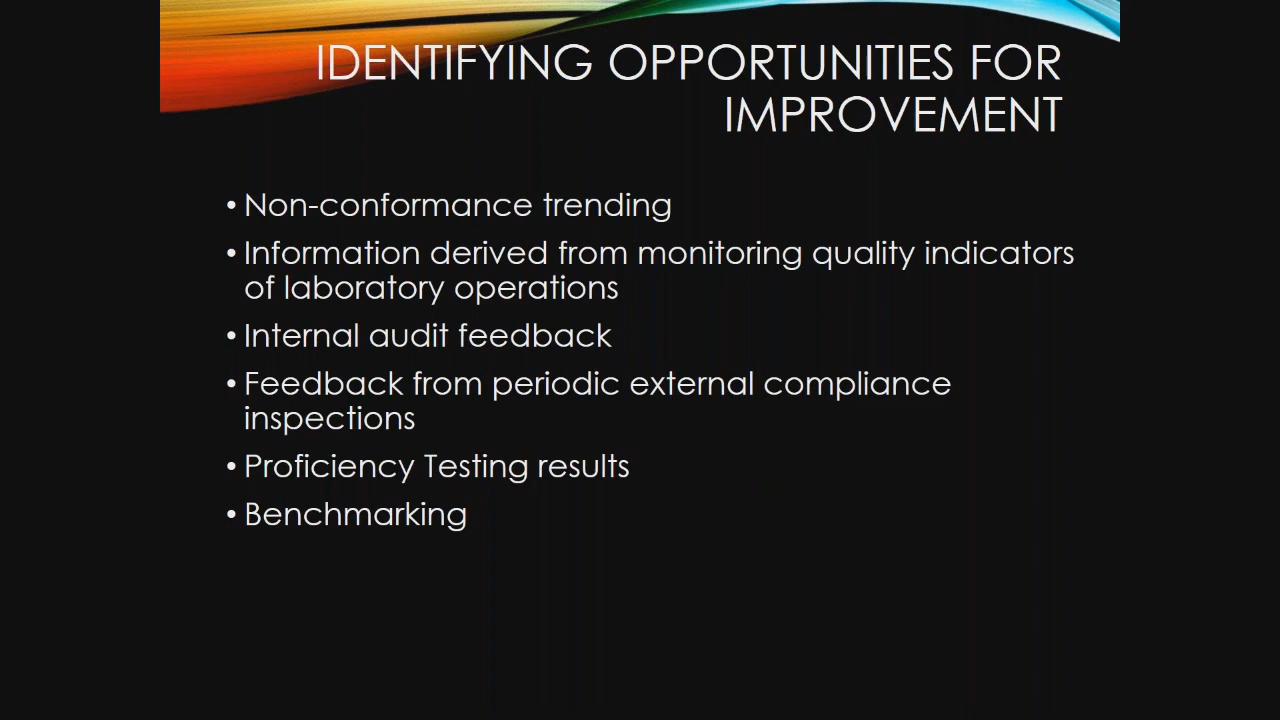 IDENTIFYING OPPORTUNITIES FOR
IMPROVEMENT
• Non-conformance trending
• Information derived from monitoring quality indicators
of laboratory operations
• Internal audit feedback
• Feedback from periodic external compliance
inspections
• Proficiency Testing results
• Benchmarking